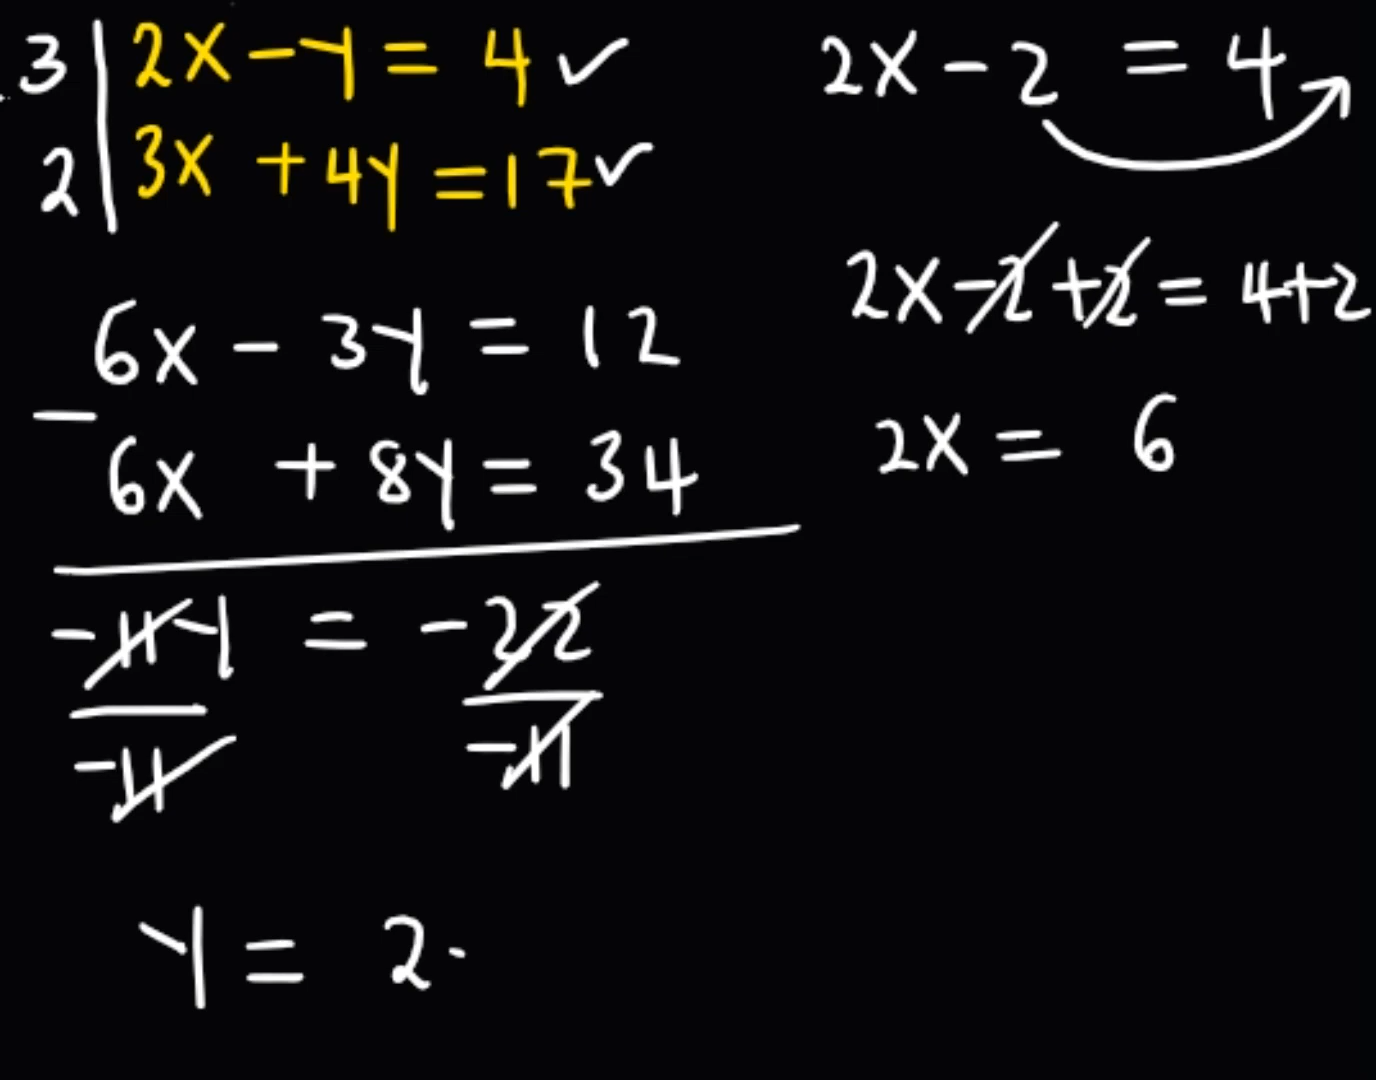 3 | 2x - y = 4 ✓
2 | 3x + 4y = 17 ✓
6x - 3y = 12
-
6x + 8y = 34
-11y = -22
-11 -11
y = 2.
2x - 2 = 4
2x - 2 + 2 = 4 + 2
2x = 6